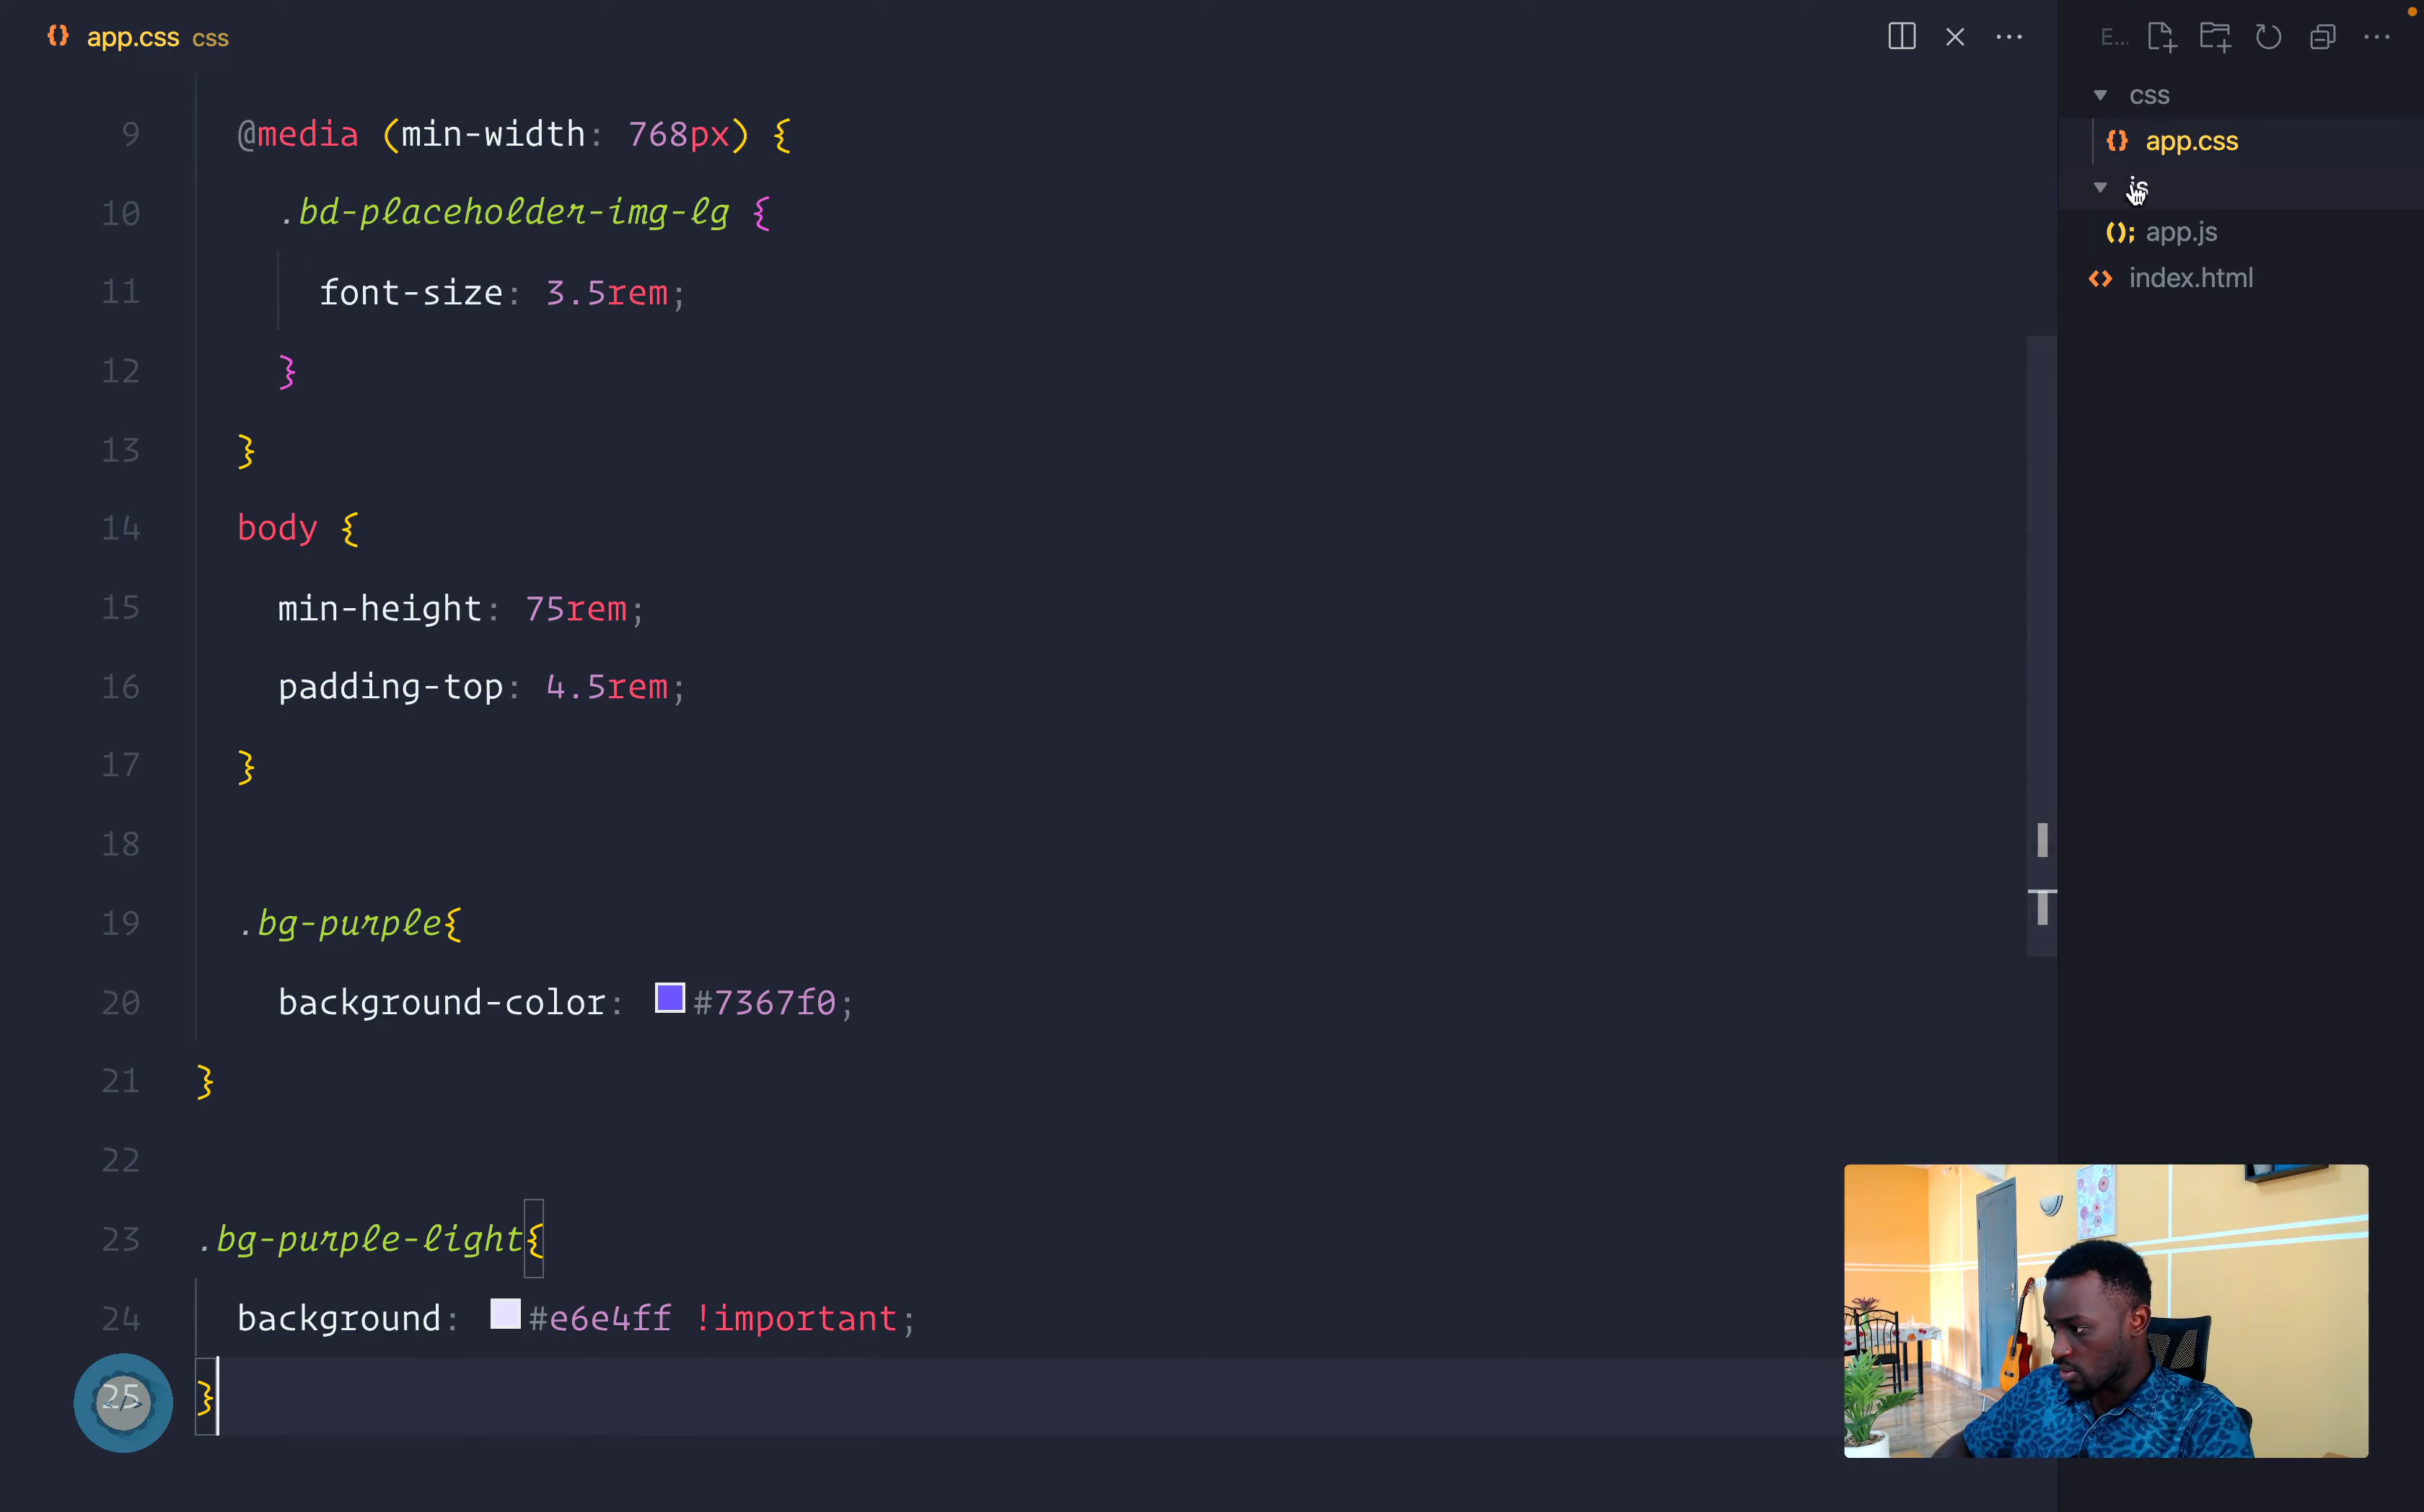 app.css css
E...
css
app.css
js
app.js
index.html
9 @media (min-width: 768px) {
10 .bd-placeholder-img-lg {
11 font-size: 3.5rem;
12 }
13 }
14 body {
15 min-height: 75rem;
16 padding-top: 4.5rem;
17 }
18
19 .bg-purple{
20 background-color: #7367f0;
21 }
22
23 .bg-purple-light{
24 background: #e6e4ff !important;
25 }